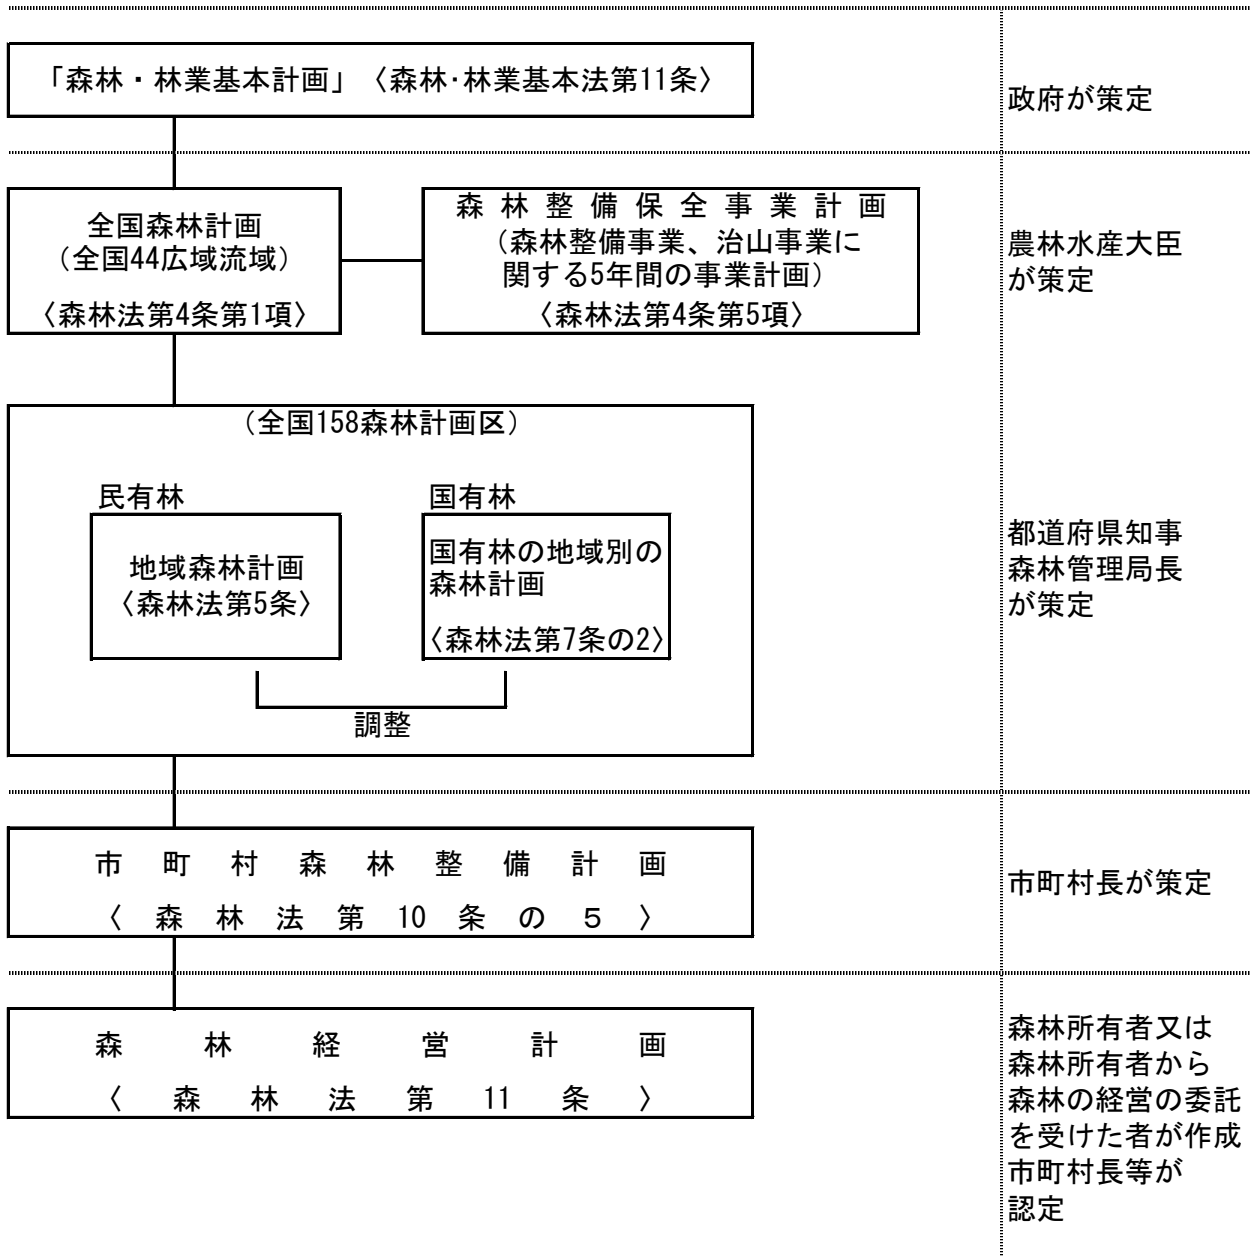 「森林・林業基本計画」〈森林･林業基本法第11条〉
政府が策定
全国森林計画
（全国44広域流域）
〈森林法第4条第1項〉
森林整備保全事業計画
（森林整備事業、治山事業に
関する5年間の事業計画）
〈森林法第4条第5項〉
農林水産大臣
が策定
（全国158森林計画区）
民有林
地域森林計画
〈森林法第5条〉
国有林
国有林の地域別の
森林計画
〈森林法第7条の2〉
調整
都道府県知事
森林管理局長
が策定
市町村森林整備計画
〈森林法第10条の５〉
市町村長が策定
森林経営計画
〈森林法第11条〉
森林所有者又は
森林所有者から
森林の経営の委託
を受けた者が作成
市町村長等が
認定